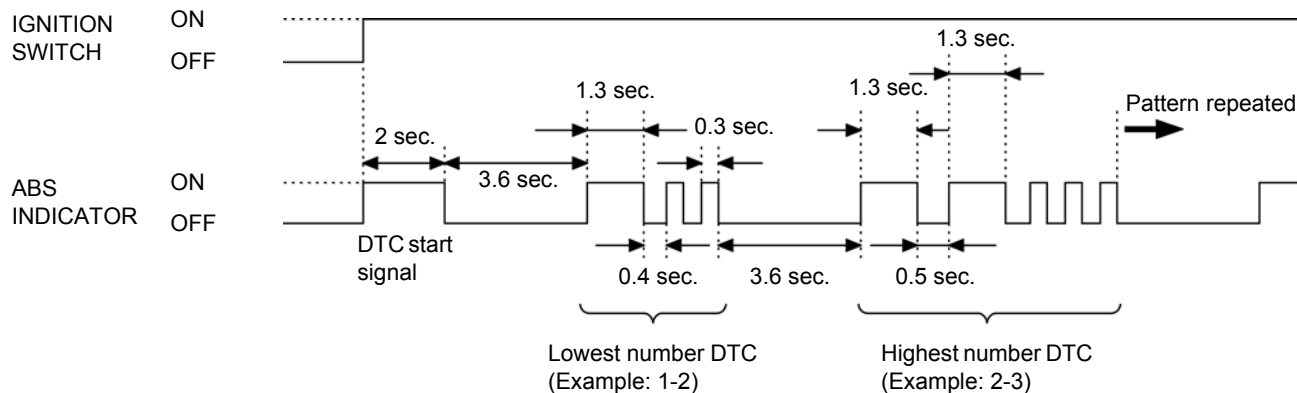 IGNITION
SWITCH
ON
OFF
1.3 sec.
1.3 sec.
1.3 sec.
Pattern repeated
2 sec.
0.3 sec.
3.6 sec.
ABS
INDICATOR
ON
OFF
DTC start
signal
0.4 sec.
3.6 sec.
0.5 sec.
Lowest number DTC
(Example: 1-2)
Highest number DTC
(Example: 2-3)